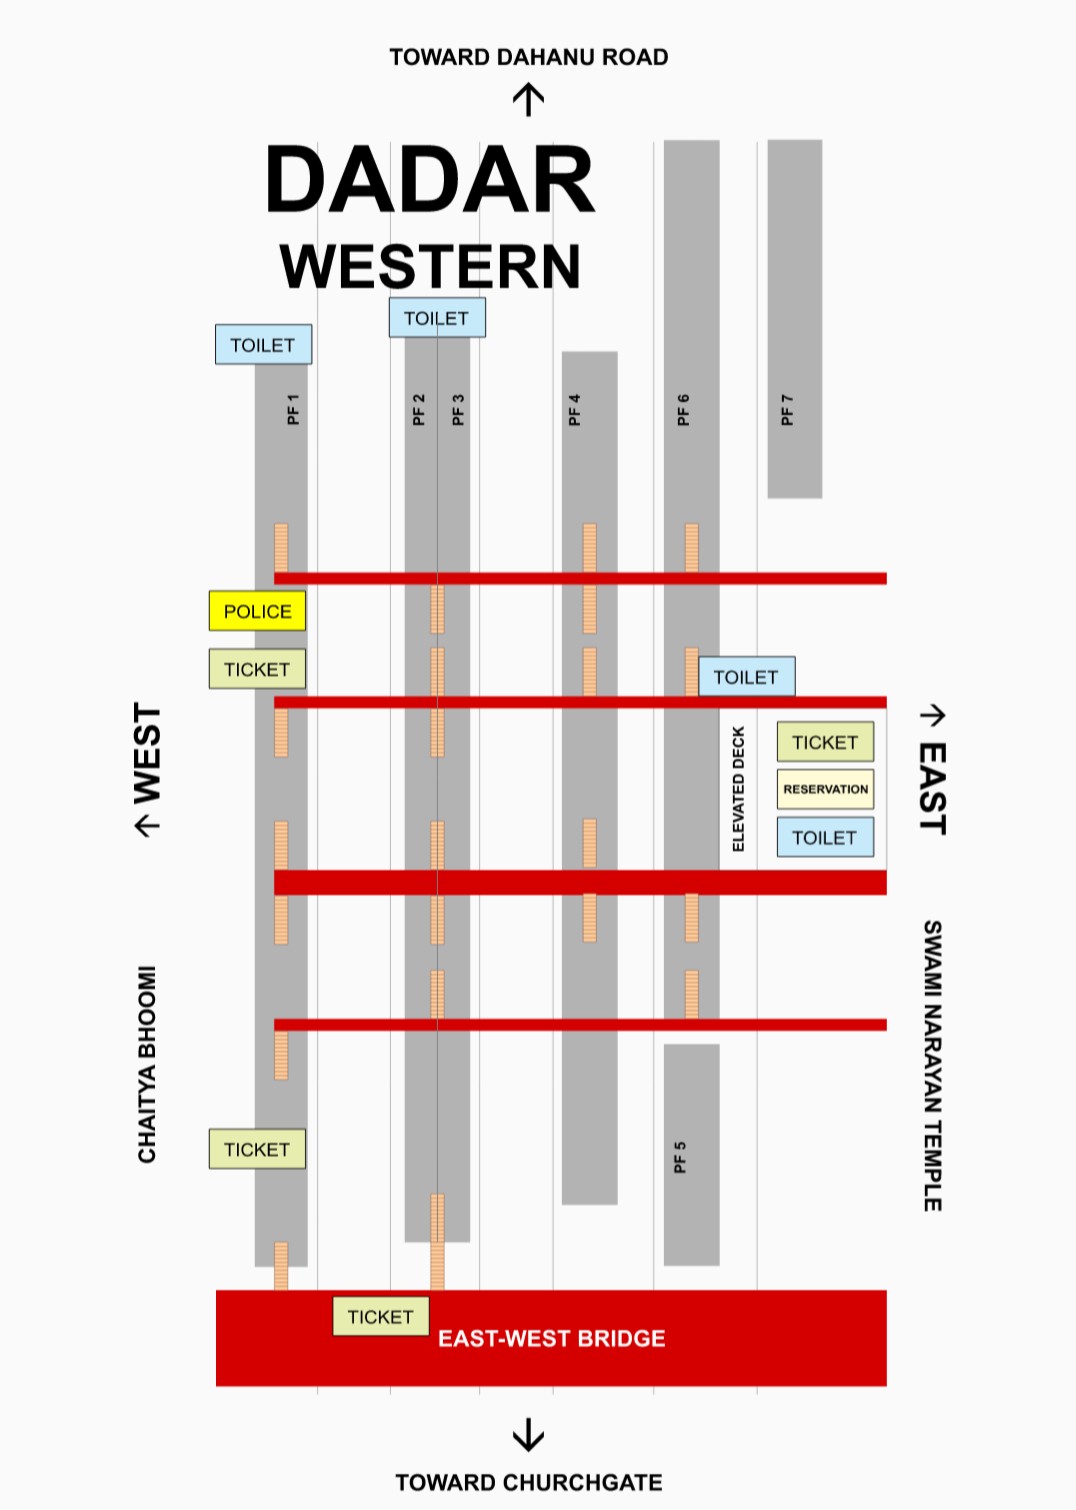 TOWARD DAHANU ROAD
↑
DADAR
WESTERN
TOILET
TOILET
PF 1
PF 2
PF 3
PF 4
PF 6
PF 7
POLICE
TICKET
TOILET
↑ WEST
ELEVATED DECK
TICKET
RESERVATION
TOILET
↑ EAST
CHAITYA BHOOMI
SWAMI NARAYAN TEMPLE
TICKET
PF 5
TICKET
EAST-WEST BRIDGE
↓
TOWARD CHURCHGATE